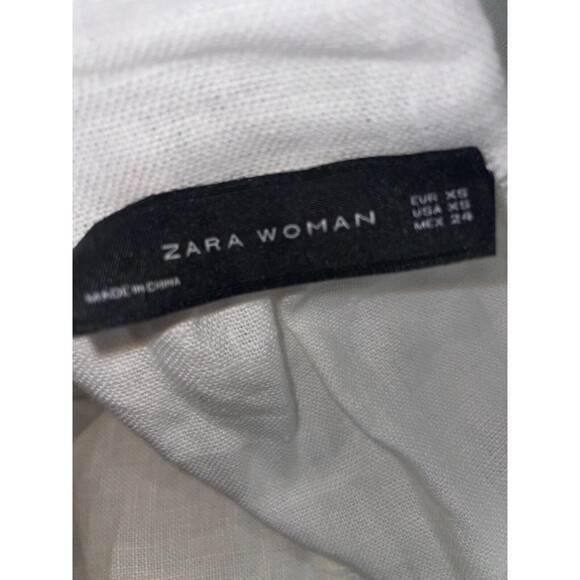 ZARA WOMAN
EUR XS
USA XS
MEX 24
MADE IN CHINA